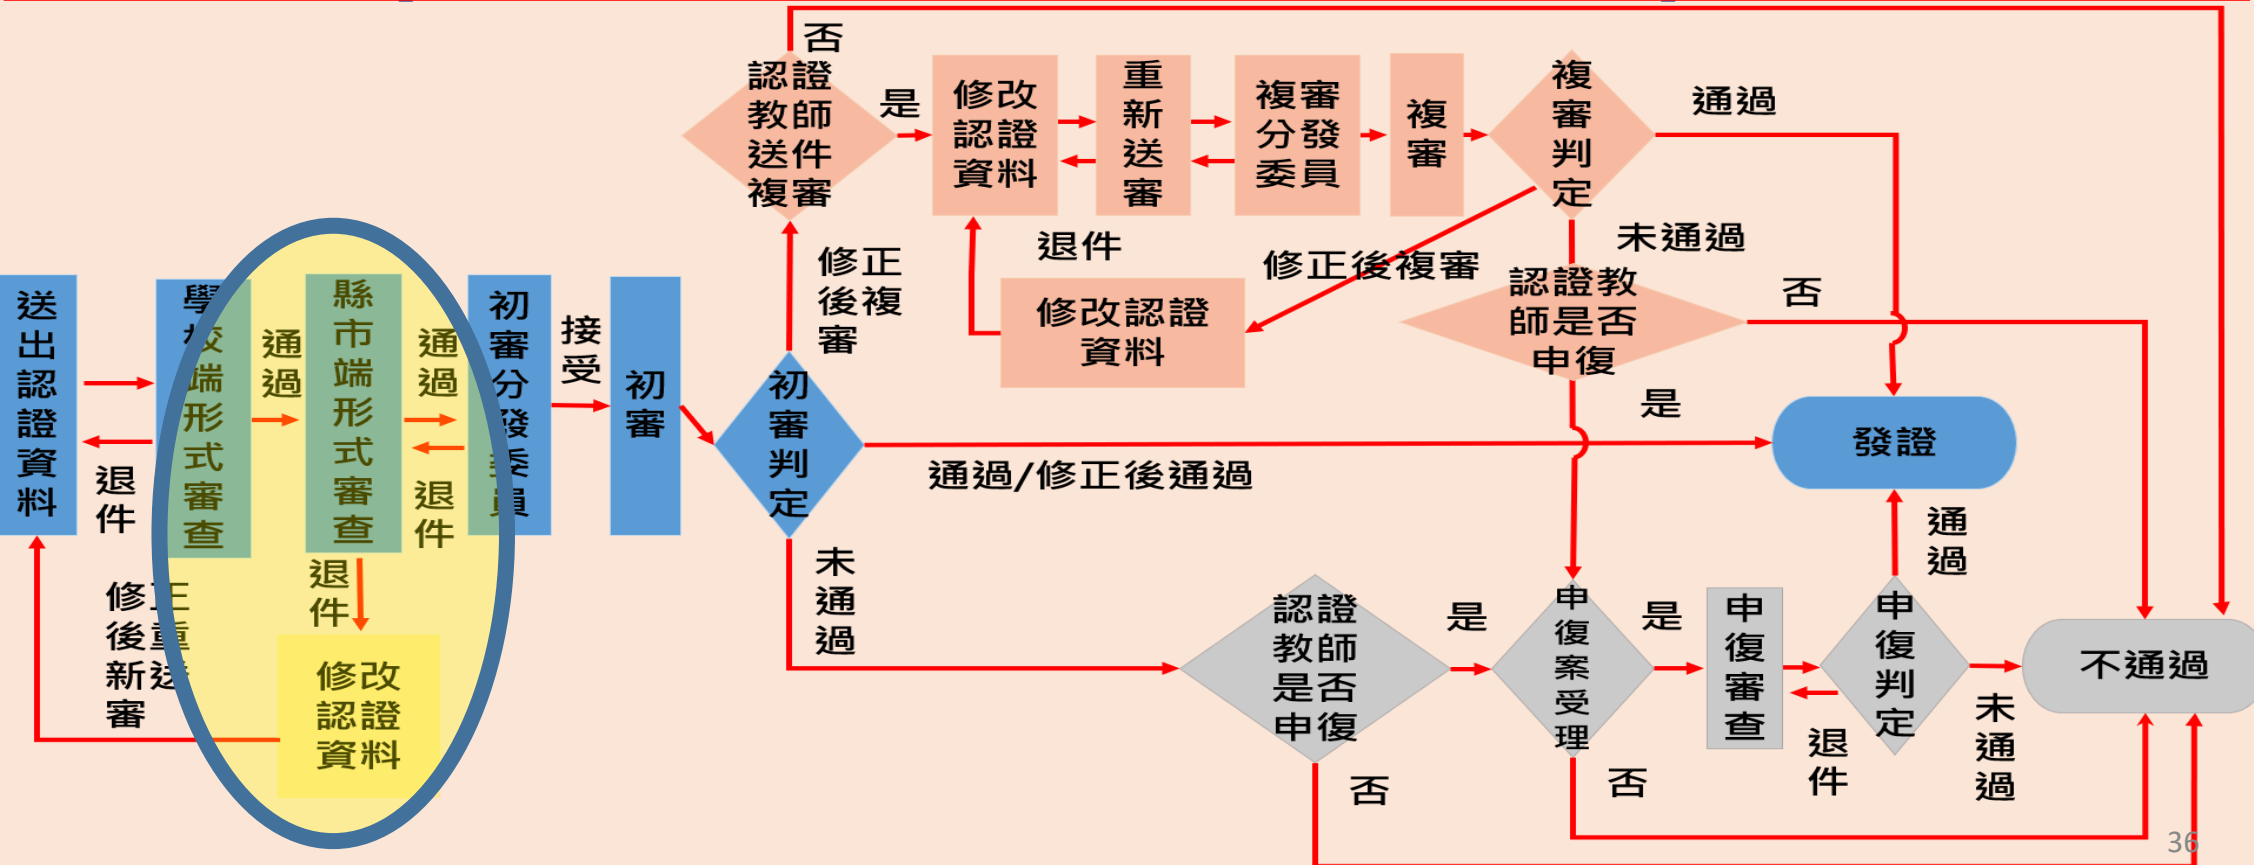 否
認證
教師
送件
複審
是
修改
認證
資料
重新送審
複審
分發
委員
複審
複審判定
通過
未通過
修正後複審
退件
修改認證
資料
修正
後複
審
認證教
師是否
申復
否
是
送出認證資料
退件
學校端形式審查
通過
縣市端形式審查
通過
退件
初審分發委員
接受
初審
初審判定
通過/修正後通過
發證
退件
修改
認證
資料
修正
後重
新送
審
未通過
認證
教師
是否
申復
是
否
申復案受理
是
否
申復審查
退件
申復判定
通過
未通過
不通過
36